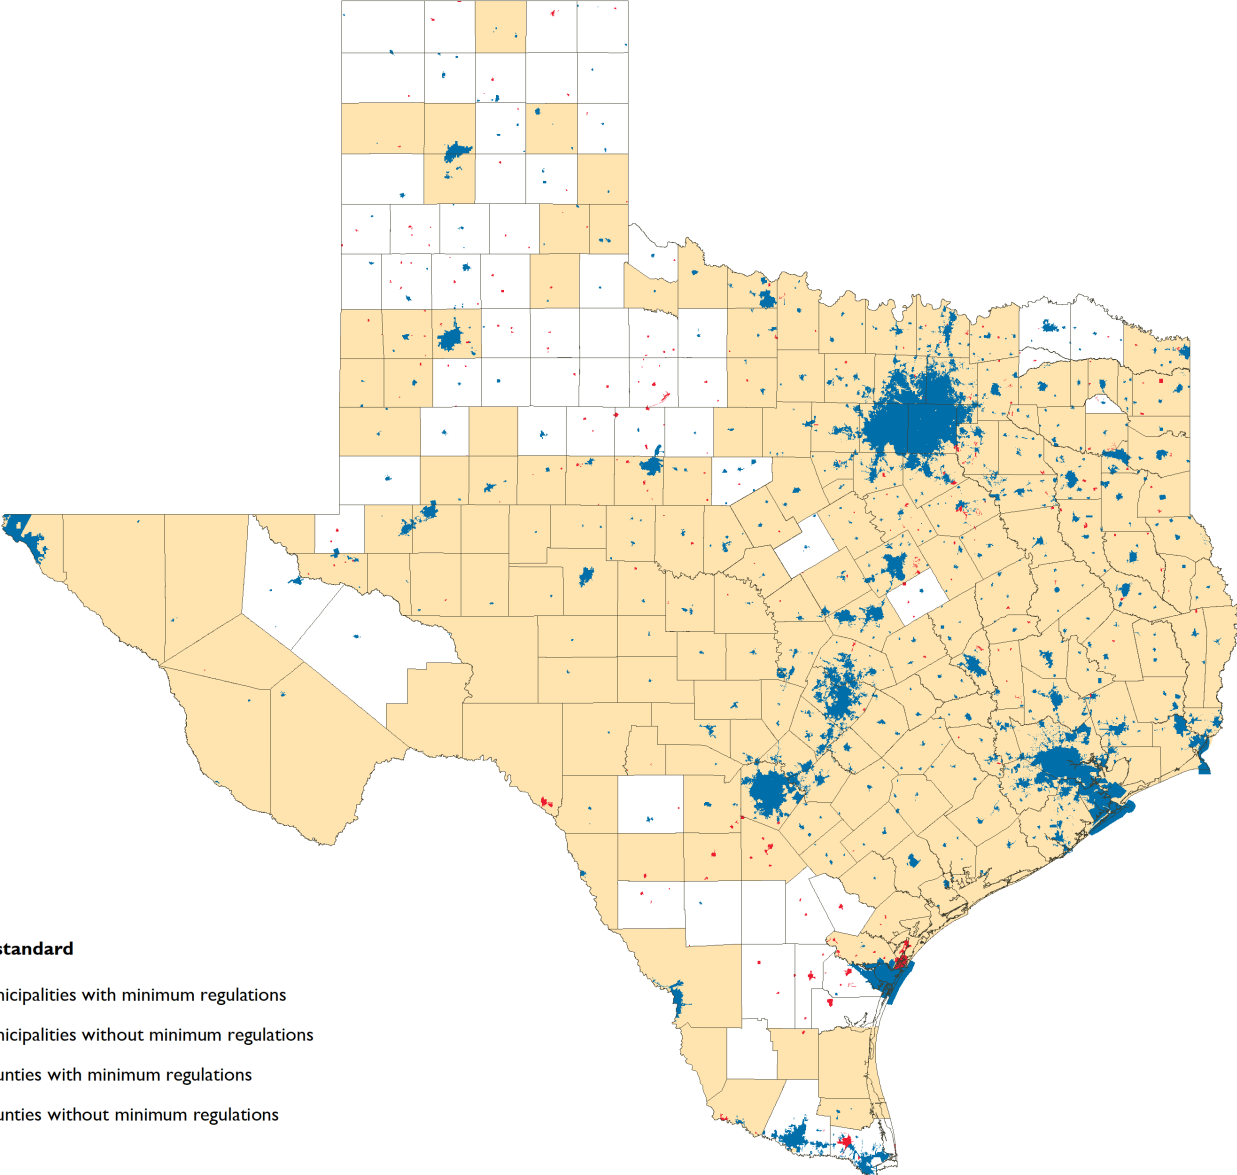 standard
nicipalities with minimum regulations
nicipalities without minimum regulations
unties with minimum regulations
unties without minimum regulations